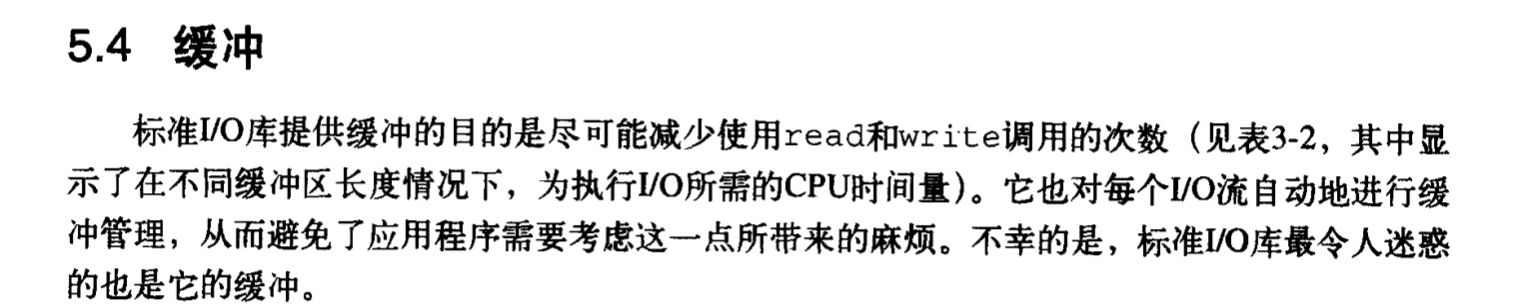 5.4 缓冲
标准I/O库提供缓冲的目的是尽可能减少使用read和write调用的次数（见表3-2，其中显
示了在不同缓冲区长度情况下，为执行I/O所需的CPU时间量）。它也对每个I/O流自动地进行缓
冲管理，从而避免了应用程序需要考虑这一点所带来的麻烦。不幸的是，标准I/O库最令人迷惑
的也是它的缓冲。